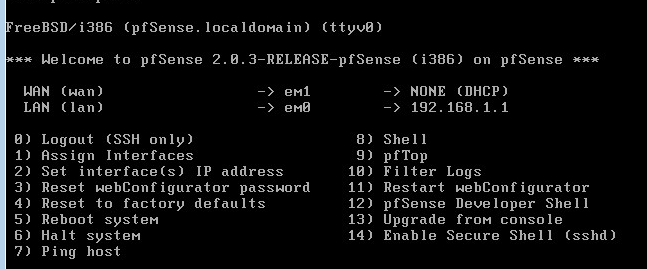 FreeBSD/i386 (pfSense.localdomain) (ttyv0)
*** Welcome to pfSense 2.0.3-RELEASE-pfSense (i386) on pfSense ***
WAN (wan) -> em1 -> NONE (DHCP)
LAN (lan) -> em0 -> 192.168.1.1
0) Logout (SSH only) 8) Shell
1) Assign Interfaces 9) pfTop
2) Set interface(s) IP address 10) Filter Logs
3) Reset webConfigurator password 11) Restart webConfigurator
4) Reset to factory defaults 12) pfSense Developer Shell
5) Reboot system 13) Upgrade from console
6) Halt system 14) Enable Secure Shell (sshd)
7) Ping host